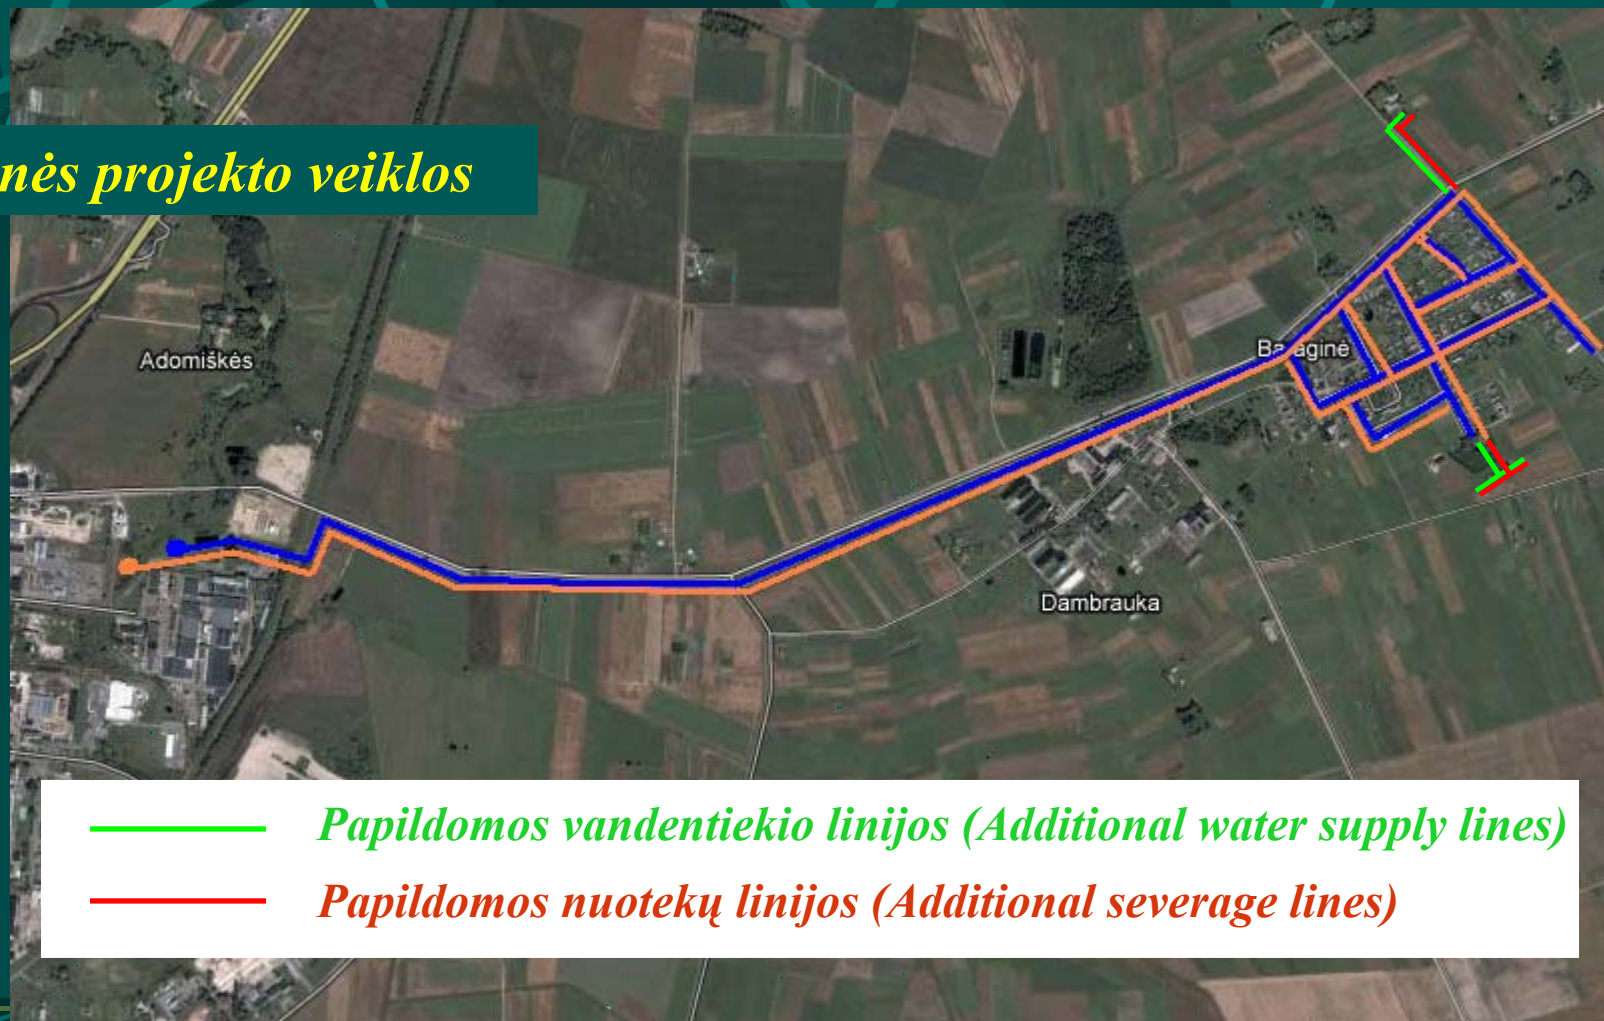 nės projekto veiklos
Adomiškės
Dambrauka
Papildomos vandentiekio linijos (Additional water supply lines)
Papildomos nuotekų linijos (Additional severage lines)